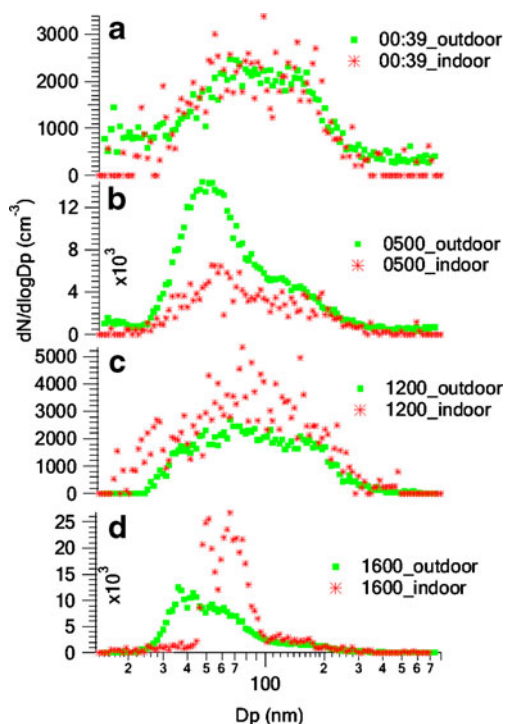 a
3000
2000
1000
0
00:39_outdoor
00:39_indoor
b
12
8
4
0
x10³
0500_outdoor
0500_indoor
dN/dlogDp (cm⁻³)
c
5000
4000
3000
2000
1000
0
1200_outdoor
1200_indoor
d
25
20
15
10
5
0
x10³
1600_outdoor
1600_indoor
2 3 4 5 6 7 100 2 3 4 5 6 7
Dp (nm)